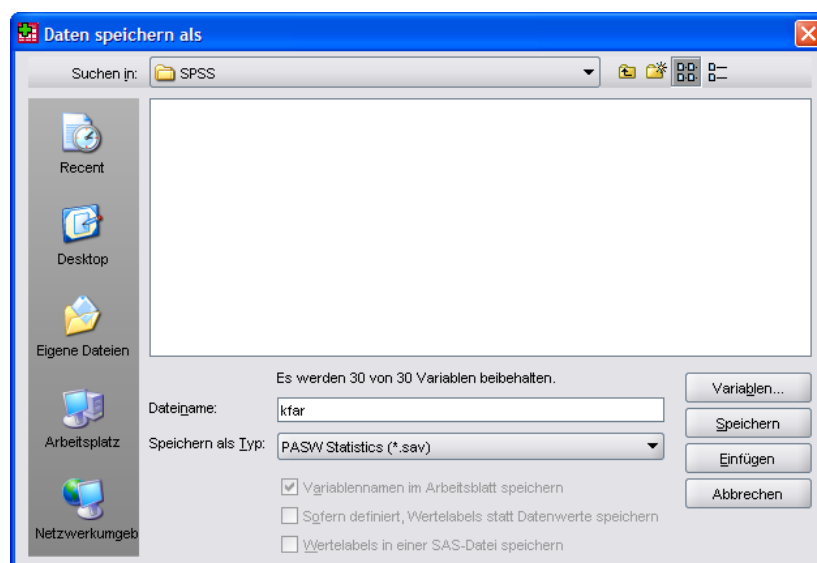 Daten speichern als
Suchen in: SPSS
Recent
Desktop
Eigene Dateien
Arbeitsplatz
Netzwerkumgeb
Es werden 30 von 30 Variablen beibehalten.
Dateiname: kfar
Speichern als Typ: PASW Statistics (*.sav)
Variablennamen im Arbeitsblatt speichern
Sofern definiert, Wertelabels statt Datenwerte speichern
Wertelabels in einer SAS-Datei speichern
Variablen...
Speichern
Einfügen
Abbrechen